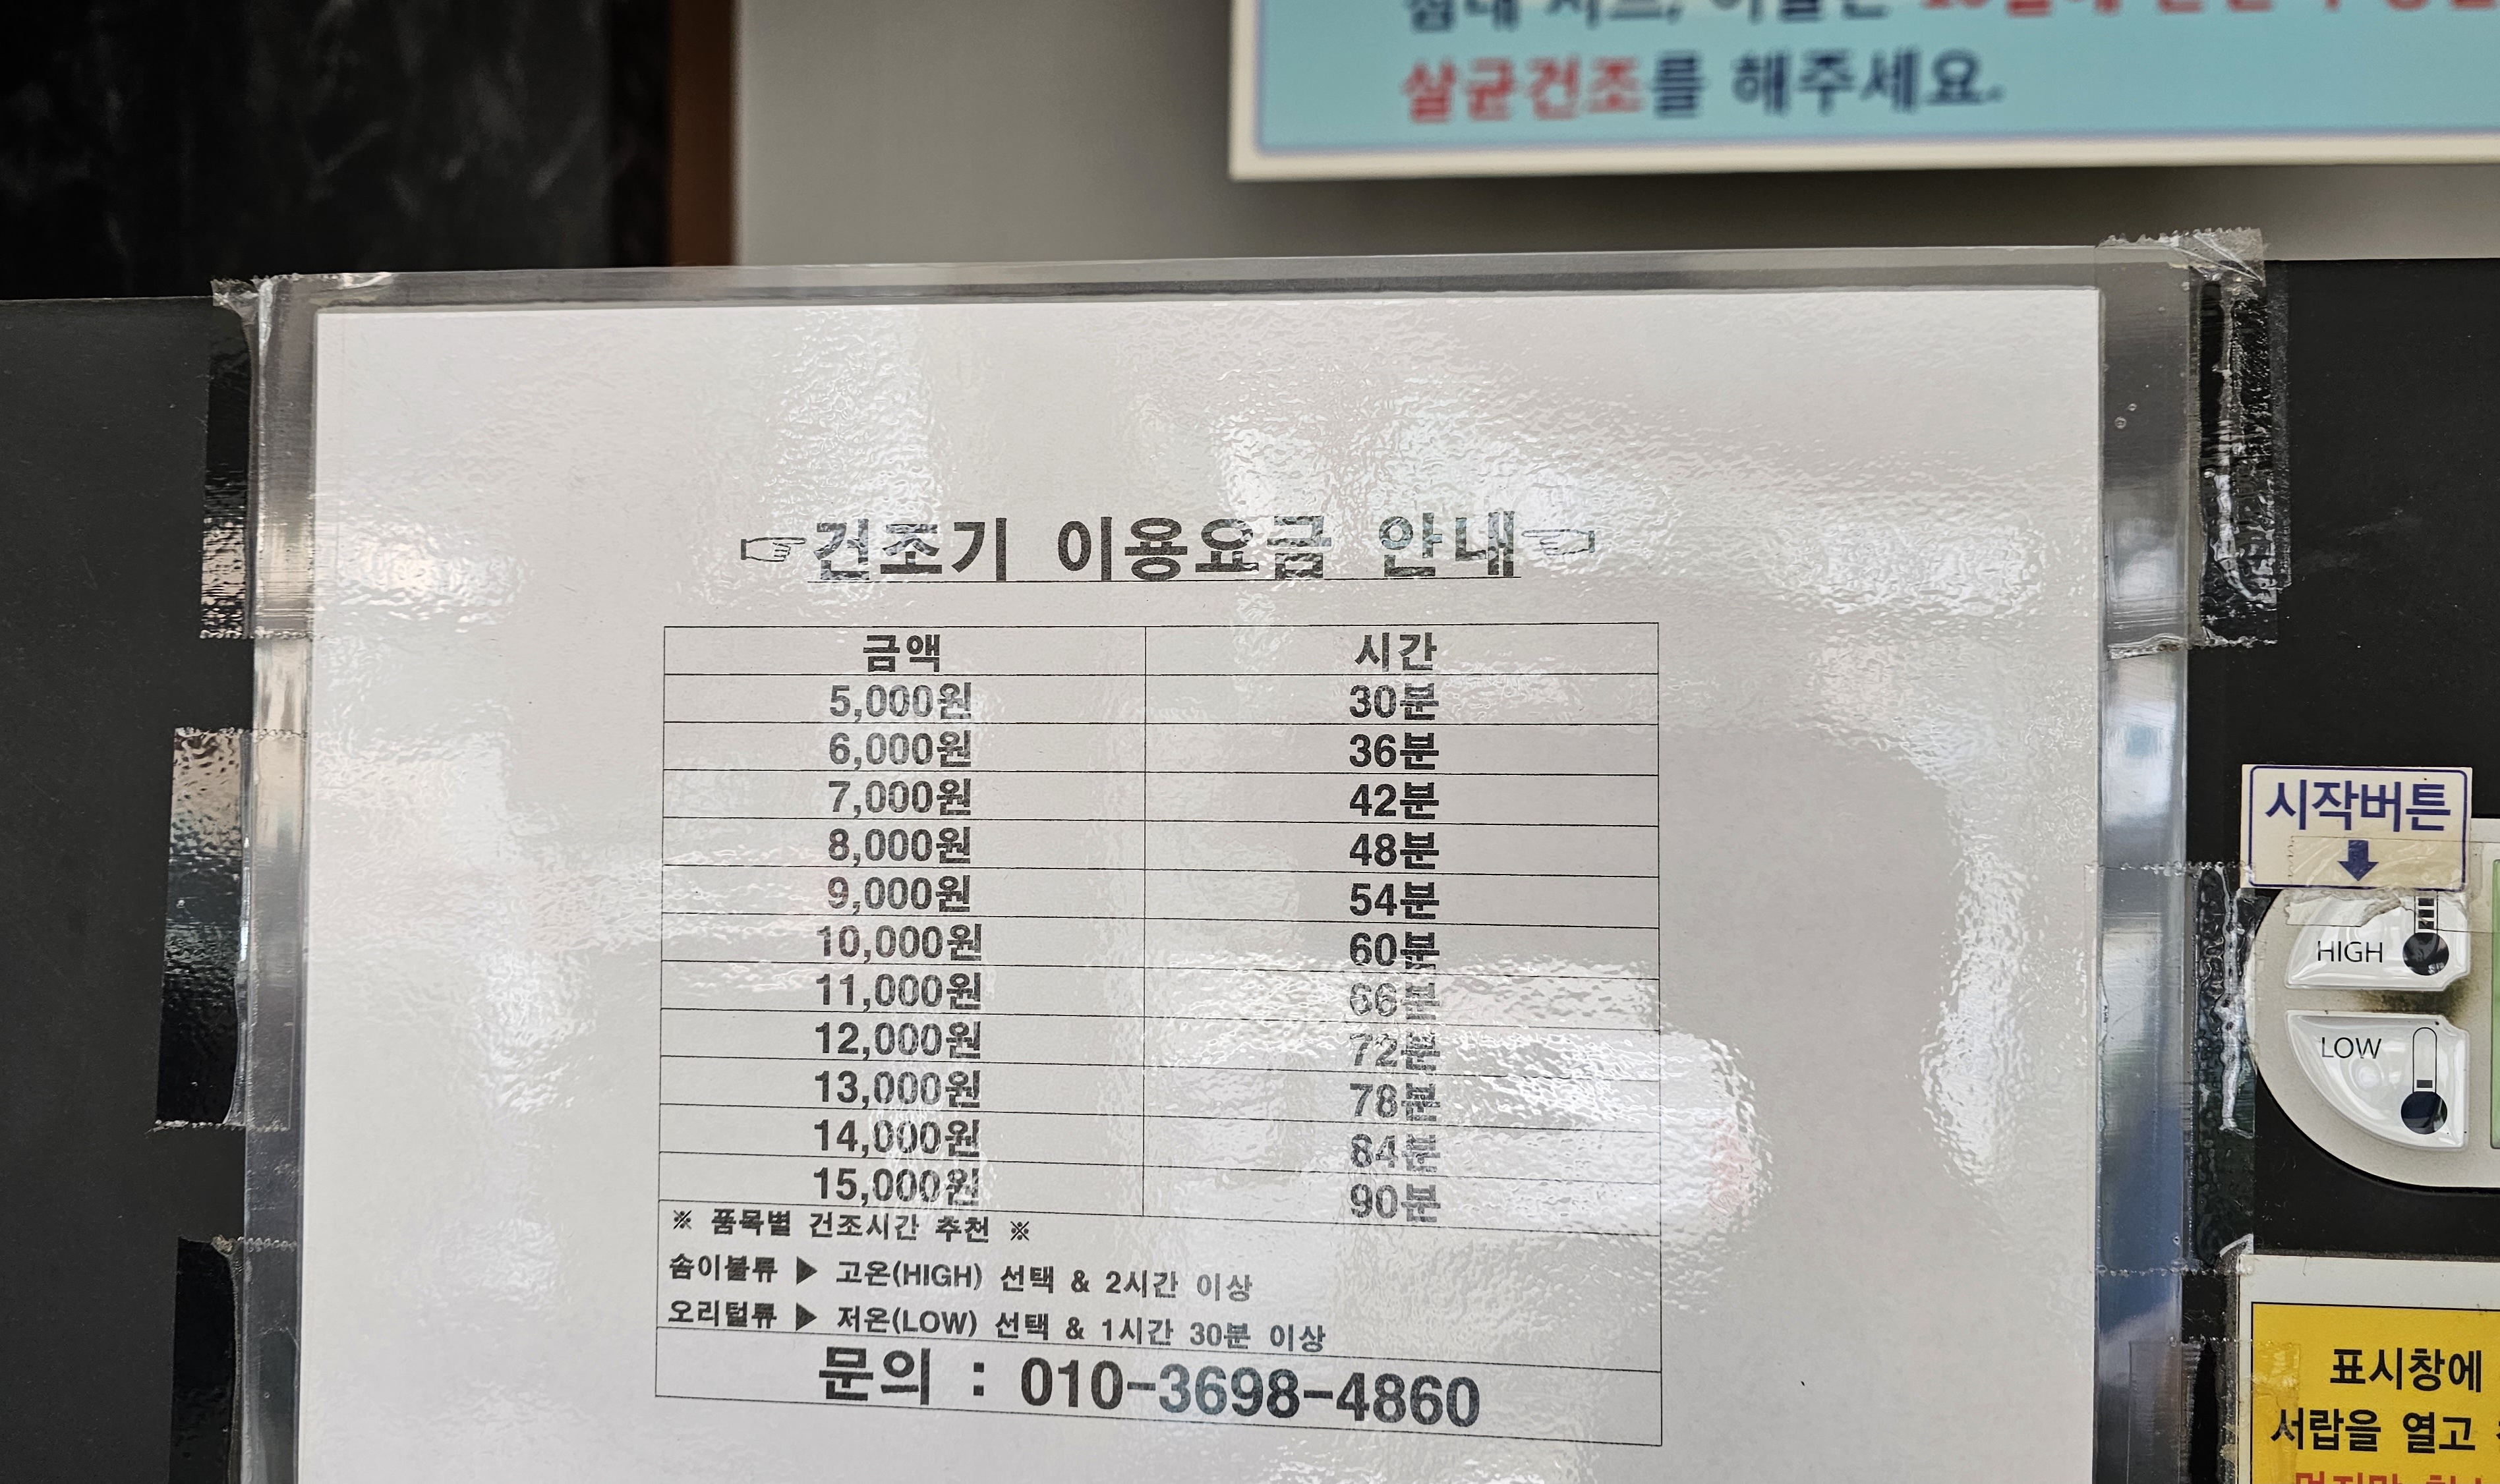 살균건조를 해주세요.
☞건조기 이용요금 안내☜
금액 시간
5,000원 30분
6,000원 36분
7,000원 42분
8,000원 48분
9,000원 54분
10,000원 60분
11,000원 66분
12,000원 72분
13,000원 78분
14,000원 84분
15,000원 90분
※ 품목별 건조시간 추천 ※
솜이불류 ▶ 고온(HIGH) 선택 & 2시간 이상
오리털류 ▶ 저온(LOW) 선택 & 1시간 30분 이상
문의 : 010-3698-4860
시작버튼
HIGH
LOW
표시창에
서랍을 열고